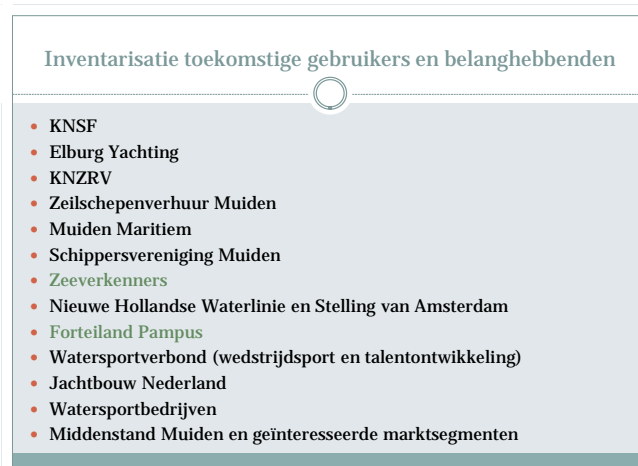 Inventarisatie toekomstige gebruikers en belanghebbenden
• KNSF
• Elburg Yachting
• KNZRV
• Zeilschepenverhuur Muiden
• Muiden Maritiem
• Schippersvereniging Muiden
• Zeeverkenners
• Nieuwe Hollandse Waterlinie en Stelling van Amsterdam
• Forteiland Pampus
• Watersportverbond (wedstrijdsport en talentontwikkeling)
• Jachtbouw Nederland
• Watersportbedrijven
• Middenstand Muiden en geïnteresseerde marktsegmenten